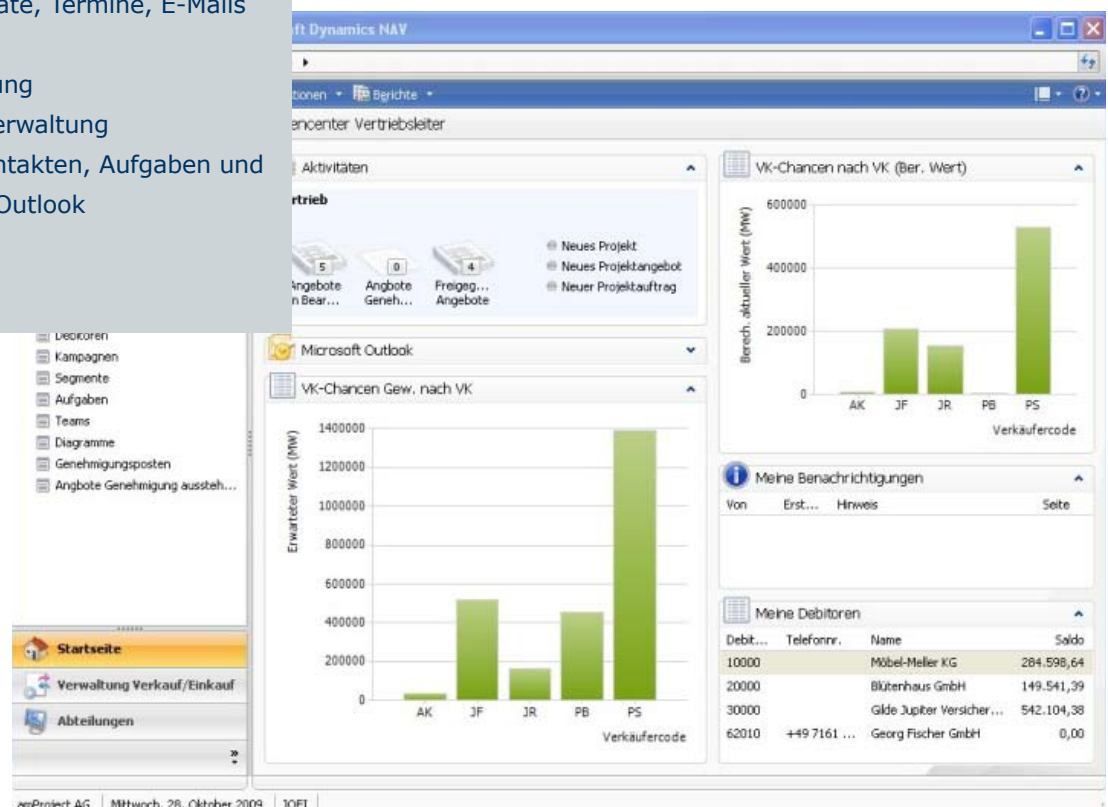 Termine, E-Mails
ntakten, Aufgaben und
Outlook
ft Dynamics NAV
Berichte
encenter Vertriebsleiter
Aktivitäten
rtrieb
5
0
4
Angebote
n Bear...
Angbote
Geneh...
Freigeg...
Angebote
Neues Projekt
Neues Projektangebot
Neuer Projektauftrag
Microsoft Outlook
VK-Chancen Gew. nach VK
Erwarteter Wert (MW)
1400000
1200000
1000000
800000
600000
400000
200000
0
AK JF JR PB PS
Verkäufercode
VK-Chancen nach VK (Ber. Wert)
Berech. aktueller Wert (MW)
600000
400000
200000
0
AK JF JR PB PS
Verkäufercode
Meine Benachrichtigungen
Von Erst... Hinweis Seite
Meine Debitoren
Debit... Telefonnr. Name Saldo
10000 Möbel-Meller KG 284.598,64
20000 Blütenhaus GmbH 149.541,39
30000 Gilde Jupiter Versicher... 542.104,38
62010 +49 7161 ... Georg Fischer GmbH 0,00
Debitoren
Kampagnen
Segmente
Aufgaben
Teams
Diagramme
Genehmigungsposten
Angbote Genehmigung aussteh...
Startseite
Verwaltung Verkauf/Einkauf
Abteilungen
amProject AG Mittwoch, 28. Oktober 2009 JOFI